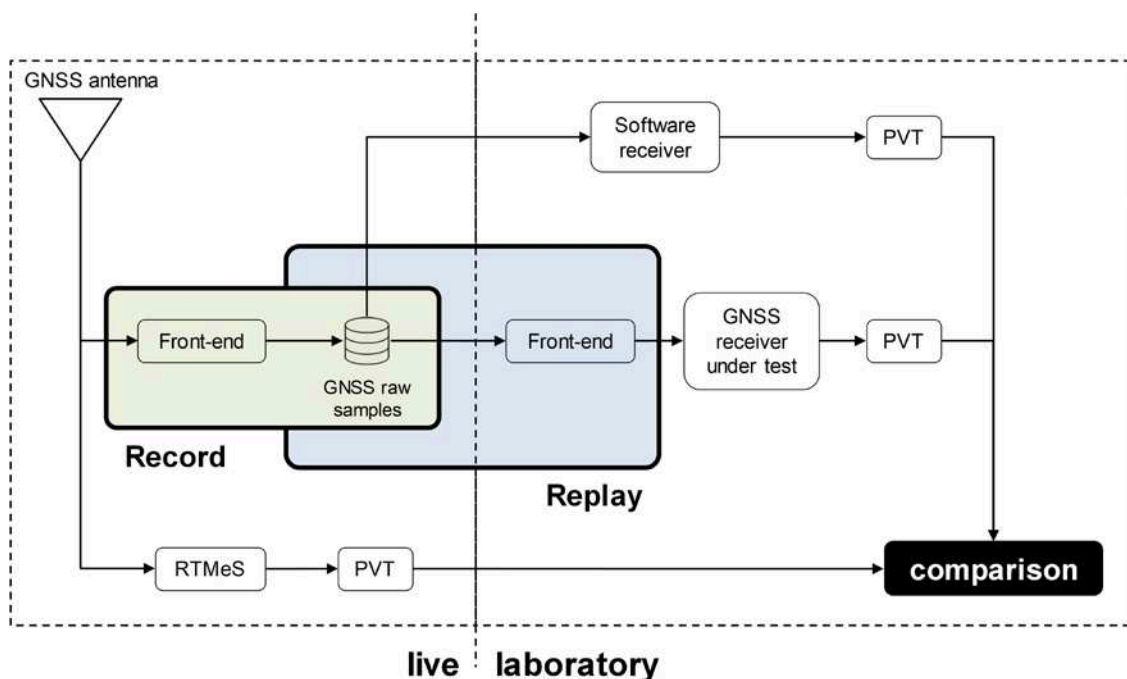 GNSS antenna
Software
receiver
PVT
Front-end
GNSS raw
samples
Front-end
GNSS
receiver
under test
PVT
Record
Replay
RTMeS
PVT
comparison
live
laboratory